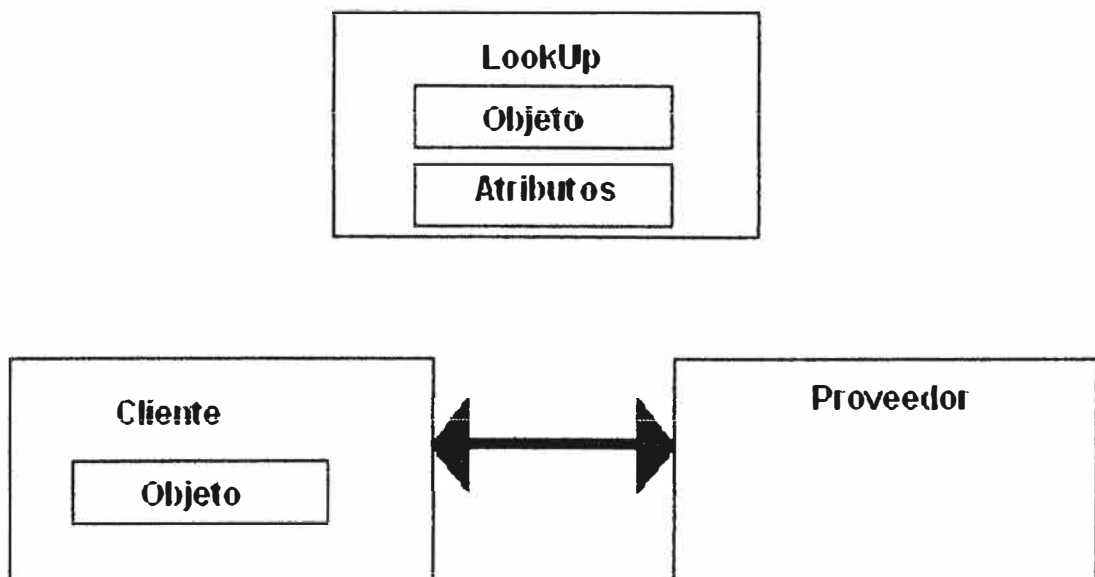 LookUp
Objeto
Atributos
Cliente
Objeto
Proveedor